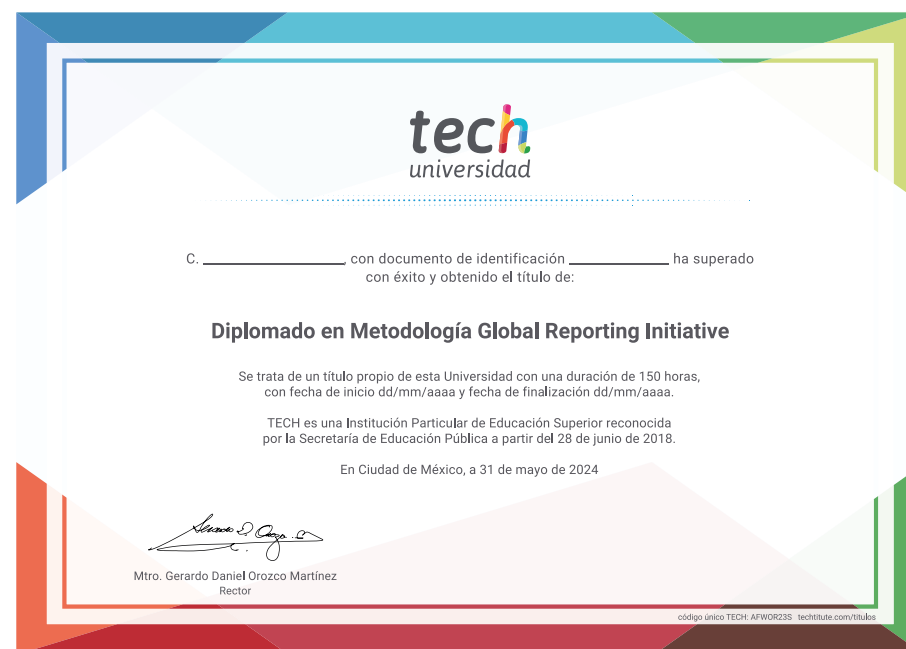 tech
universidad
C. ____________________, con documento de identificación ______________ ha superado
con éxito y obtenido el título de:
Diplomado en Metodología Global Reporting Initiative
Se trata de un título propio de esta Universidad con una duración de 150 horas,
con fecha de inicio dd/mm/aaaa y fecha de finalización dd/mm/aaaa.
TECH es una Institución Particular de Educación Superior reconocida
por la Secretaría de Educación Pública a partir del 28 de junio de 2018.
En Ciudad de México, a 31 de mayo de 2024
Mtro. Gerardo Daniel Orozco Martínez
Rector
código único TECH: AFWOR23S techtitute.com/titulos